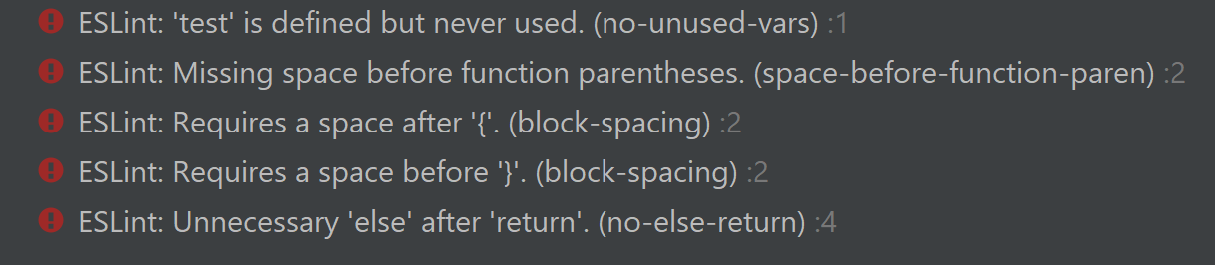 ESLint: 'test' is defined but never used. (no-unused-vars) :1
ESLint: Missing space before function parentheses. (space-before-function-paren) :2
ESLint: Requires a space after '{'. (block-spacing) :2
ESLint: Requires a space before '}'. (block-spacing) :2
ESLint: Unnecessary 'else' after 'return'. (no-else-return) :4